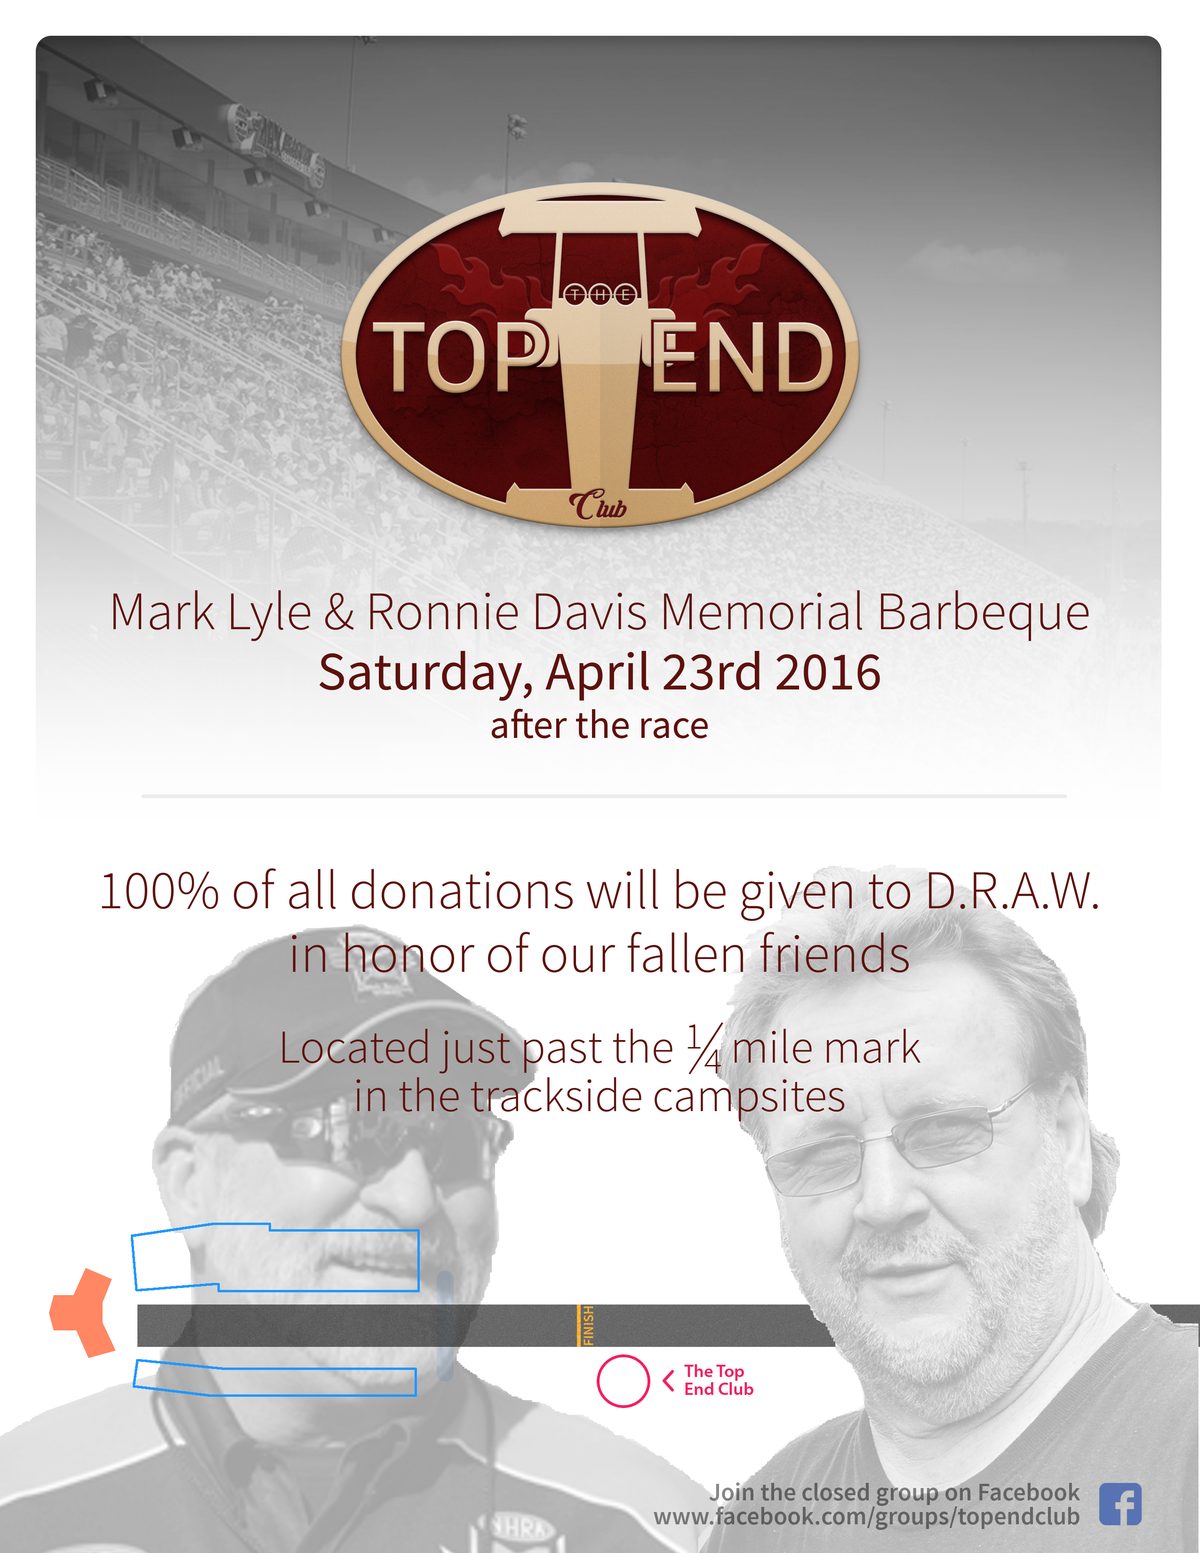 THE
TOP END
Club
Mark Lyle & Ronnie Davis Memorial Barbeque
Saturday, April 23rd 2016
after the race
100% of all donations will be given to D.R.A.W.
in honor of our fallen friends
Located just past the ¼ mile mark
in the trackside campsites
FINISH
The Top
End Club
NHRA
Join the closed group on Facebook
www.facebook.com/groups/topendclub
f